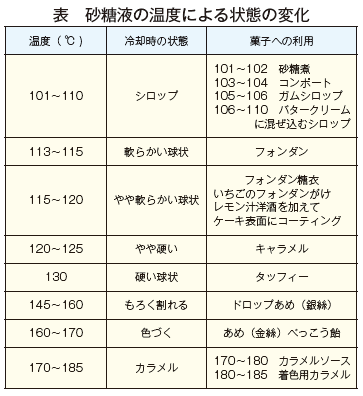 表　砂糖液の温度による状態の変化
温度（℃）　冷却時の状態　菓子への利用
101～110　シロップ　101～102　砂糖煮
103～104　コンポート
105～106　ガムシロップ
106～110　バタークリーム
に混ぜ込むシロップ
113～115　軟らかい球状　フォンダン
115～120　やや軟らかい球状　フォンダン糖衣
いちごのフォンダンがけ
レモン汁洋酒を加えて
ケーキ表面にコーティング
120～125　やや硬い　キャラメル
130　硬い球状　タッフィー
145～160　もろく割れる　ドロップあめ（銀絲）
160～170　色づく　あめ（金絲）べっこう飴
170～185　カラメル　170～180　カラメルソース
180～185　着色用カラメル